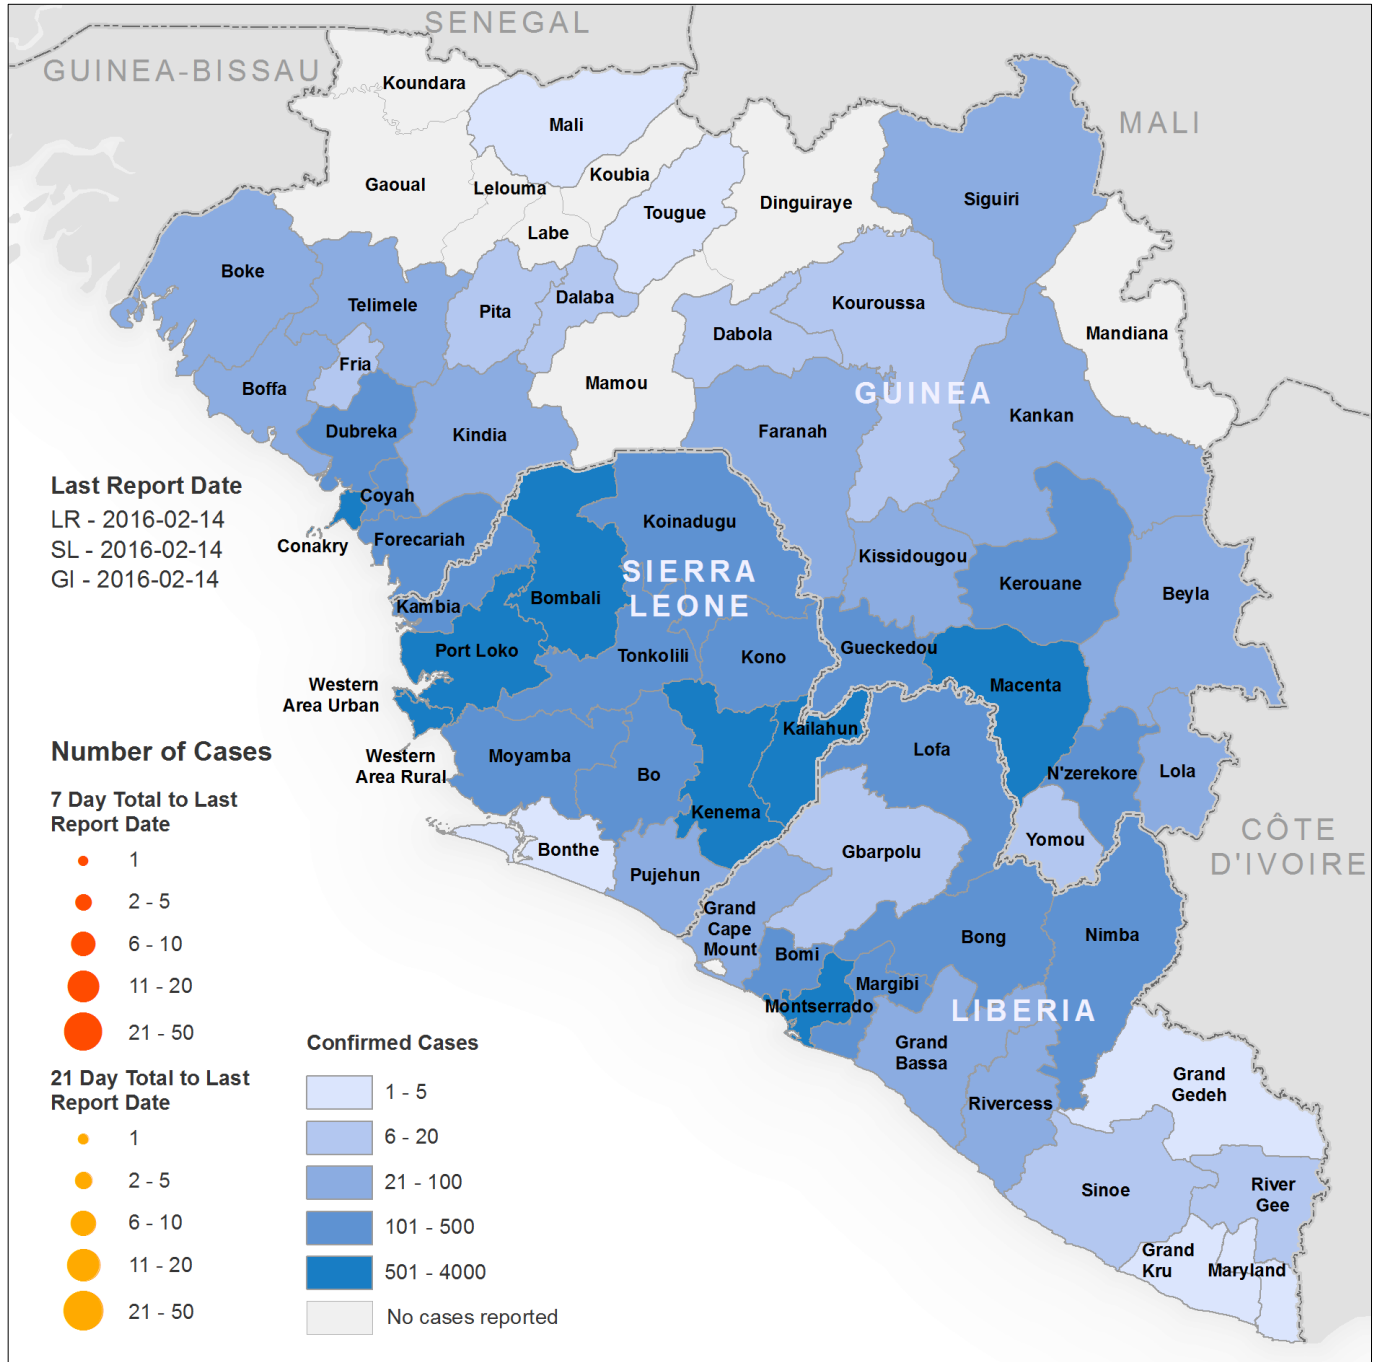 SENEGAL
GUINEA-BISSAU
MALI
Koundara
Mali
Gaoual
Lelouma
Koubia
Tougue
Labe
Dinguiraye
Siguiri
Boke
Telimele
Pita
Dalaba
Dabola
Kouroussa
Mandiana
Fria
Boffa
Mamou
GUINEA
Kankan
Dubreka
Kindia
Faranah
Coyah
Conakry
Forecariah
Koinadugu
Kissidougou
Kerouane
Beyla
SIERRA
LEONE
Kambia
Bombali
Port Loko
Tonkolili
Kono
Gueckedou
Macenta
Western
Area Urban
Western
Area Rural
Moyamba
Bo
Kailahun
Kenema
Lofa
N'zerekore
Lola
Bonthe
Pujehun
Gbarpolu
Yomou
CÔTE
D'IVOIRE
Grand
Cape
Mount
Bomi
Bong
Nimba
Margibi
Montserrado
LIBERIA
Grand
Bassa
Rivercess
Grand
Gedeh
Sinoe
River
Gee
Grand
Kru
Maryland
Last Report Date
LR - 2016-02-14
SL - 2016-02-14
GI - 2016-02-14
Number of Cases
7 Day Total to Last
Report Date
1
2 - 5
6 - 10
11 - 20
21 - 50
21 Day Total to Last
Report Date
1
2 - 5
6 - 10
11 - 20
21 - 50
Confirmed Cases
1 - 5
6 - 20
21 - 100
101 - 500
501 - 4000
No cases reported